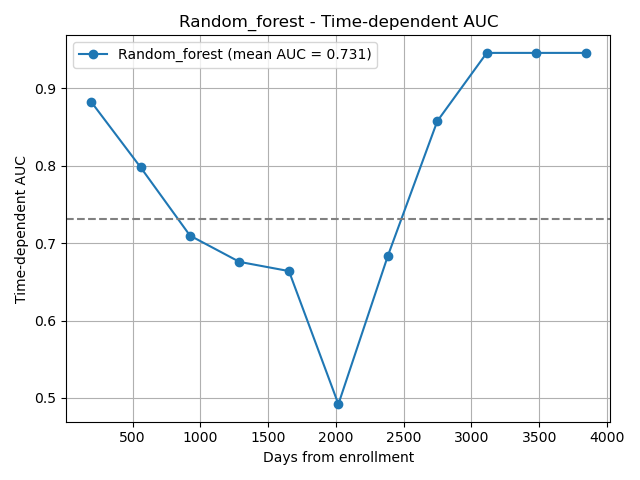 Random_forest - Time-dependent AUC
Random_forest (mean AUC = 0.731)
Time-dependent AUC
0.9
0.8
0.7
0.6
0.5
500 1000 1500 2000 2500 3000 3500 4000
Days from enrollment